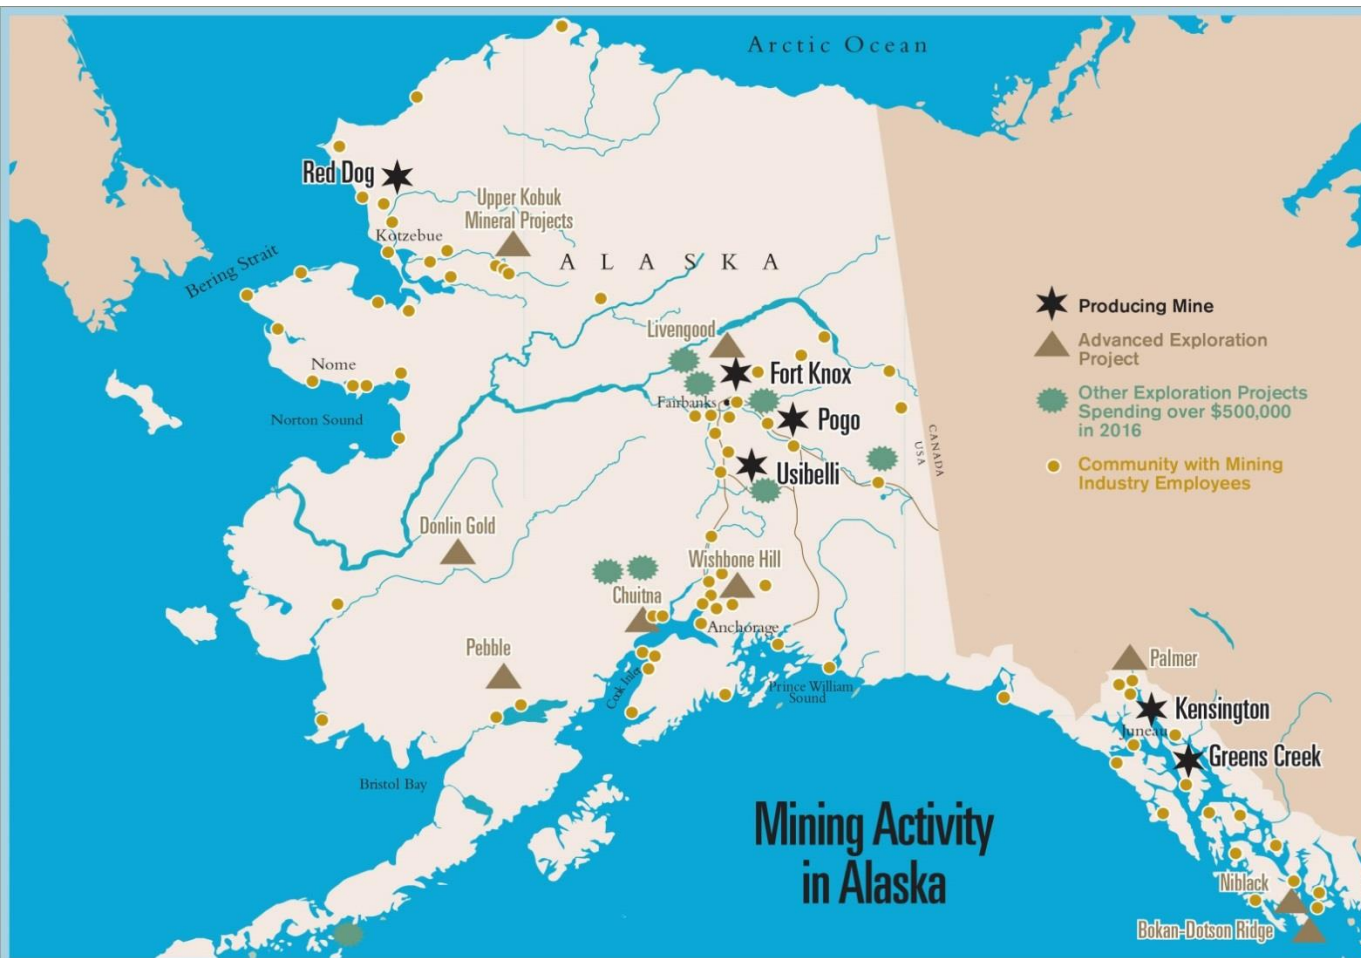 Arctic Ocean
Red Dog
Upper Kobuk
Mineral Projects
Kotzebue
Bering Strait
ALASKA
Livengood
Nome
Fort Knox
Fairbanks
Norton Sound
Pogo
CANADA
USA
Usibelli
Producing Mine
Advanced Exploration
Project
Other Exploration Projects
Spending over $500,000
in 2016
Community with Mining
Industry Employees
Donlin Gold
Wishbone Hill
Chuitna
Anchorage
Pebble
Cook Inlet
Prince William
Sound
Palmer
Kensington
Juneau
Greens Creek
Bristol Bay
Mining Activity
in Alaska
Niblack
Bokan-Dotson Ridge